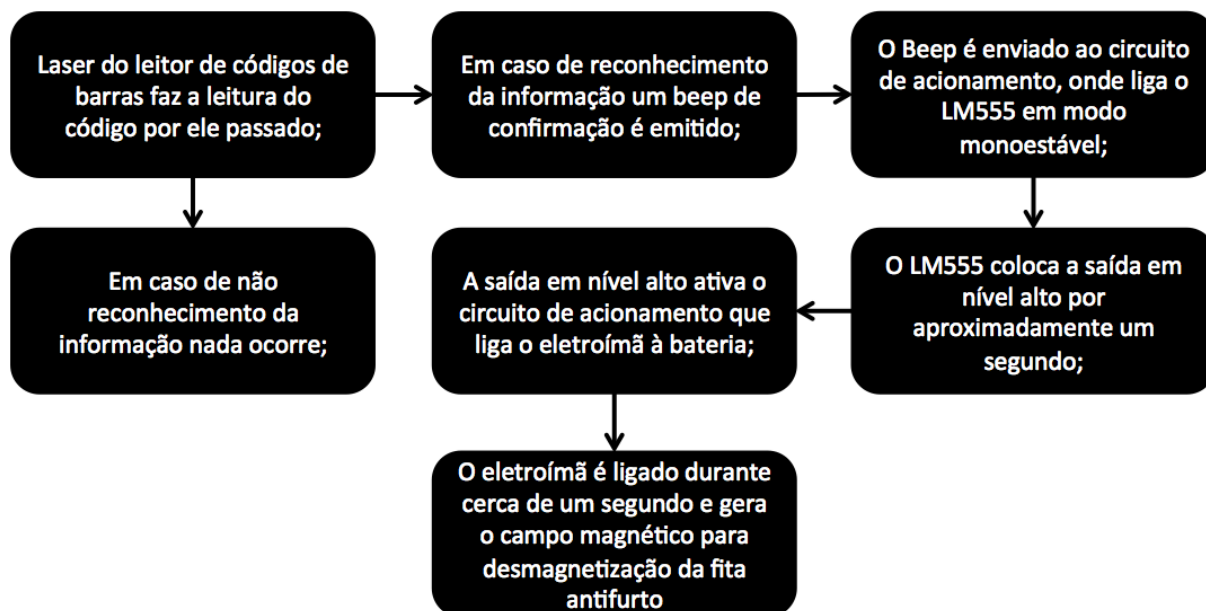 Laser do leitor de códigos de
barras faz a leitura do
código por ele passado;
Em caso de reconhecimento
da informação um beep de
confirmação é emitido;
O Beep é enviado ao circuito
de acionamento, onde liga o
LM555 em modo
monoestável;
Em caso de não
reconhecimento da
informação nada ocorre;
A saída em nível alto ativa o
circuito de acionamento que
liga o eletroímã à bateria;
O LM555 coloca a saída em
nível alto por
aproximadamente um
segundo;
O eletroímã é ligado durante
cerca de um segundo e gera
o campo magnético para
desmagnetização da fita
antifurto